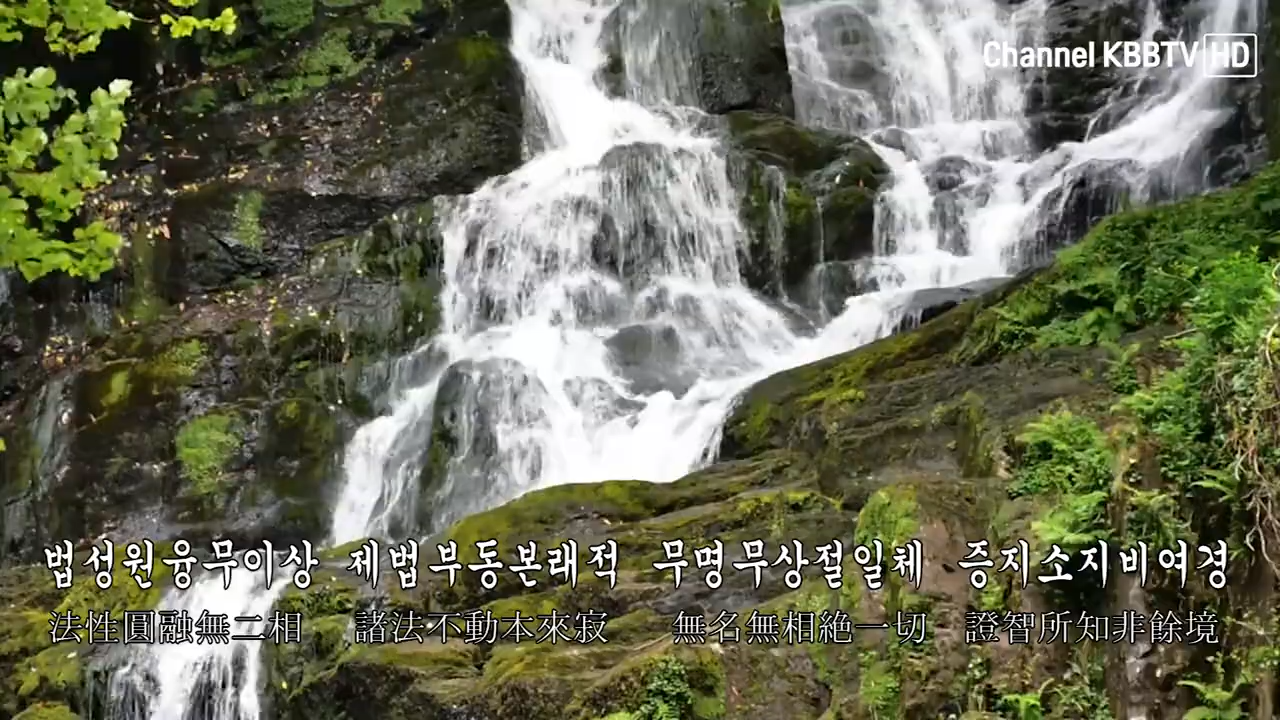 Channel KBBTV HD
법성원융무이상 제법부동본래적 무명무상절일체 증지소지비여경
法性圓融無二相 諸法不動本來寂 無名無相絶一切 證智所知非餘境